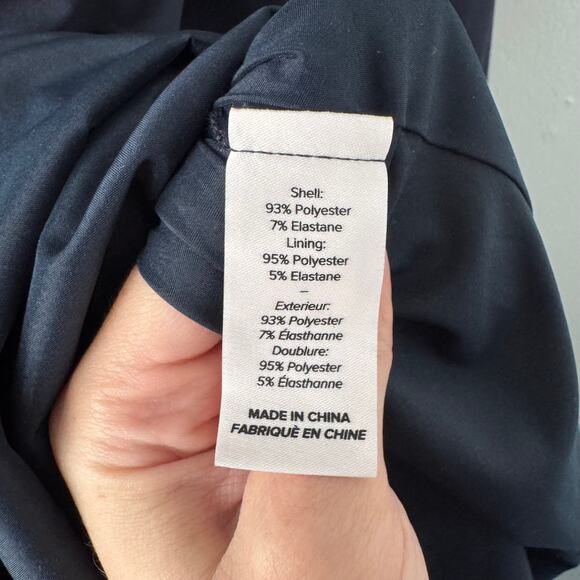 Shell:
93% Polyester
7% Elastane
Lining:
95% Polyester
5% Elastane
–
Exterieur:
93% Polyester
7% Élasthanne
Doublure:
95% Polyester
5% Élasthanne
MADE IN CHINA
FABRIQUÈ EN CHINE